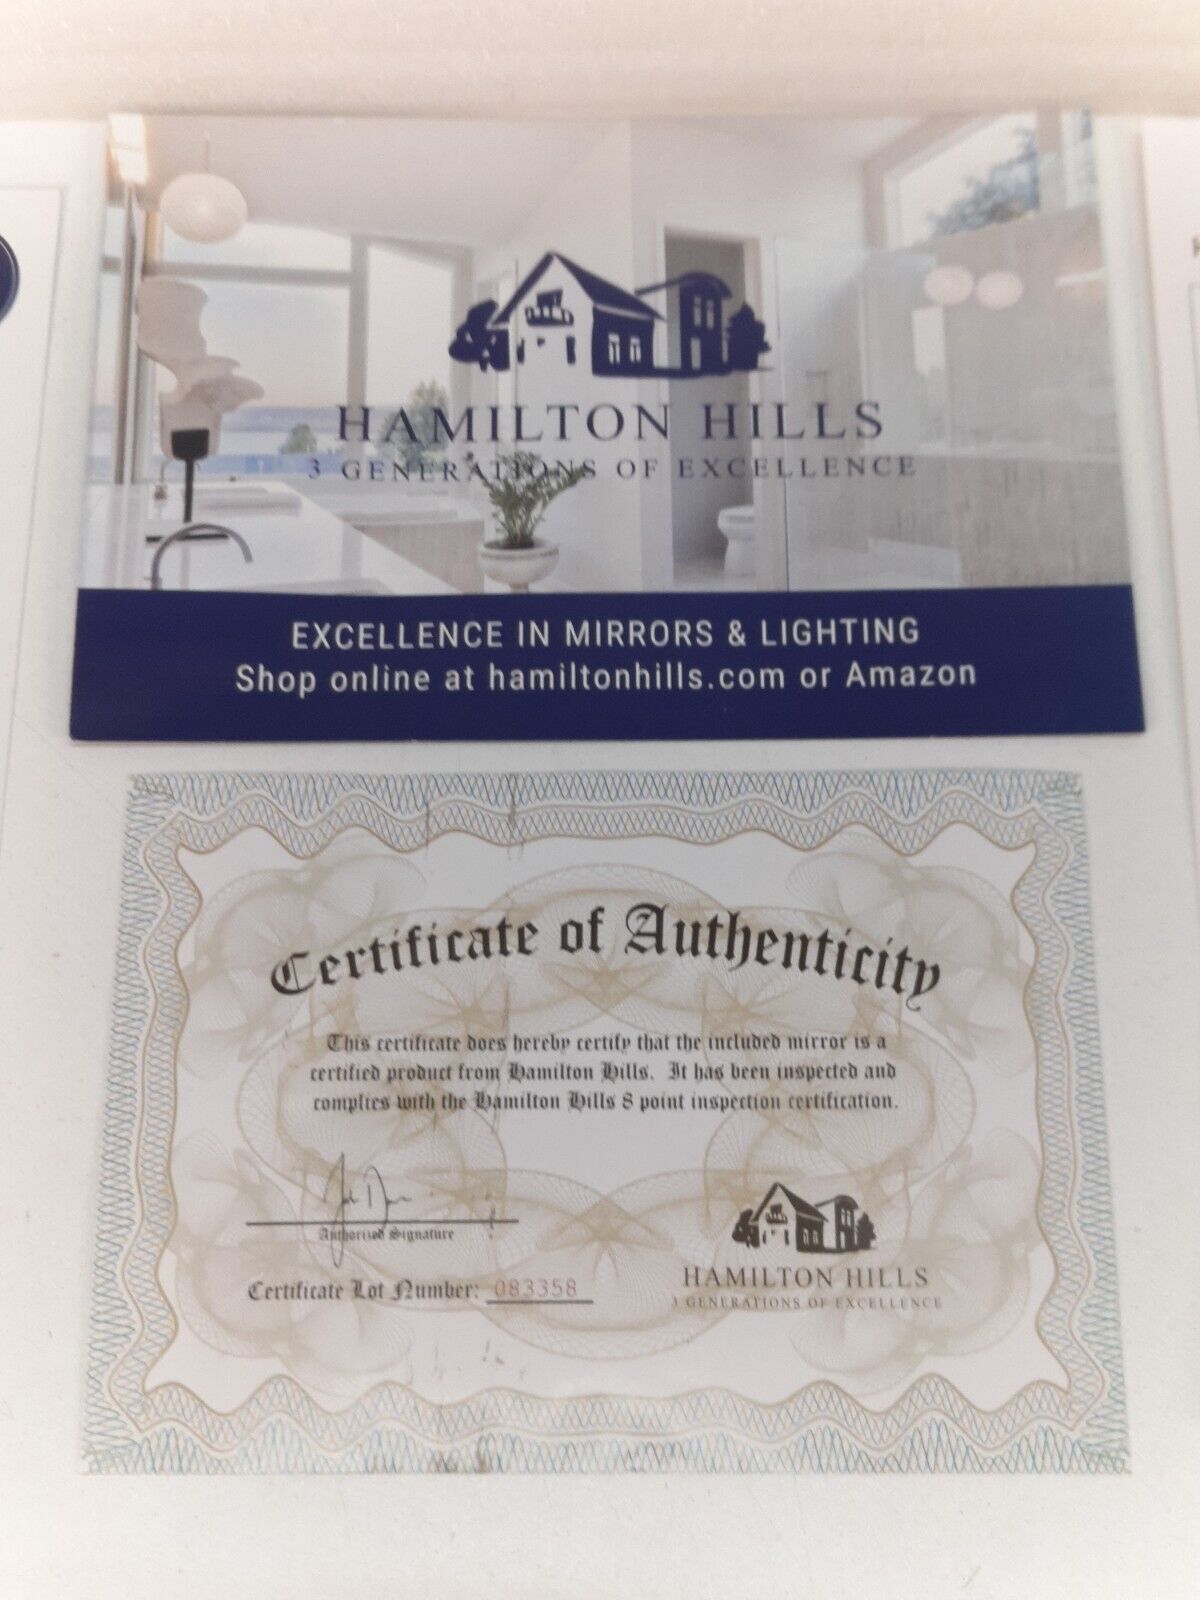 HAMILTON HILLS
3 GENERATIONS OF EXCELLENCE
EXCELLENCE IN MIRRORS & LIGHTING
Shop online at hamiltonhills.com or Amazon
Certificate of Authenticity
This certificate does hereby certify that the included mirror is a
certified product from Hamilton Hills. It has been inspected and
complies with the Hamilton Hills 8 point inspection certification.
Authorized Signature
Certificate Lot Number: 083358
HAMILTON HILLS
3 GENERATIONS OF EXCELLENCE